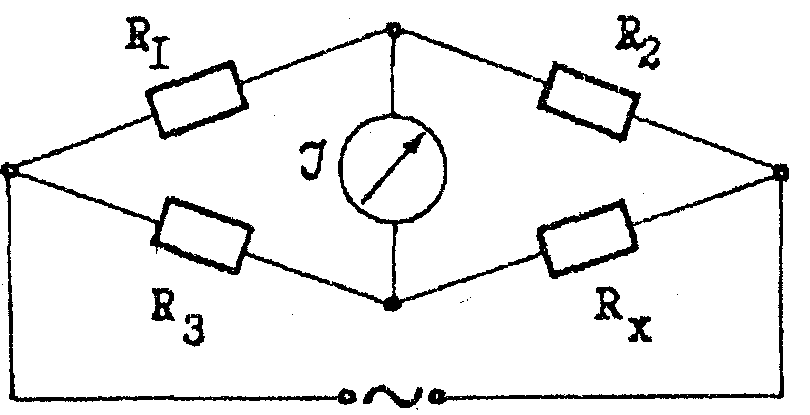 R₁ R₂
J
R₃ Rₓ
~